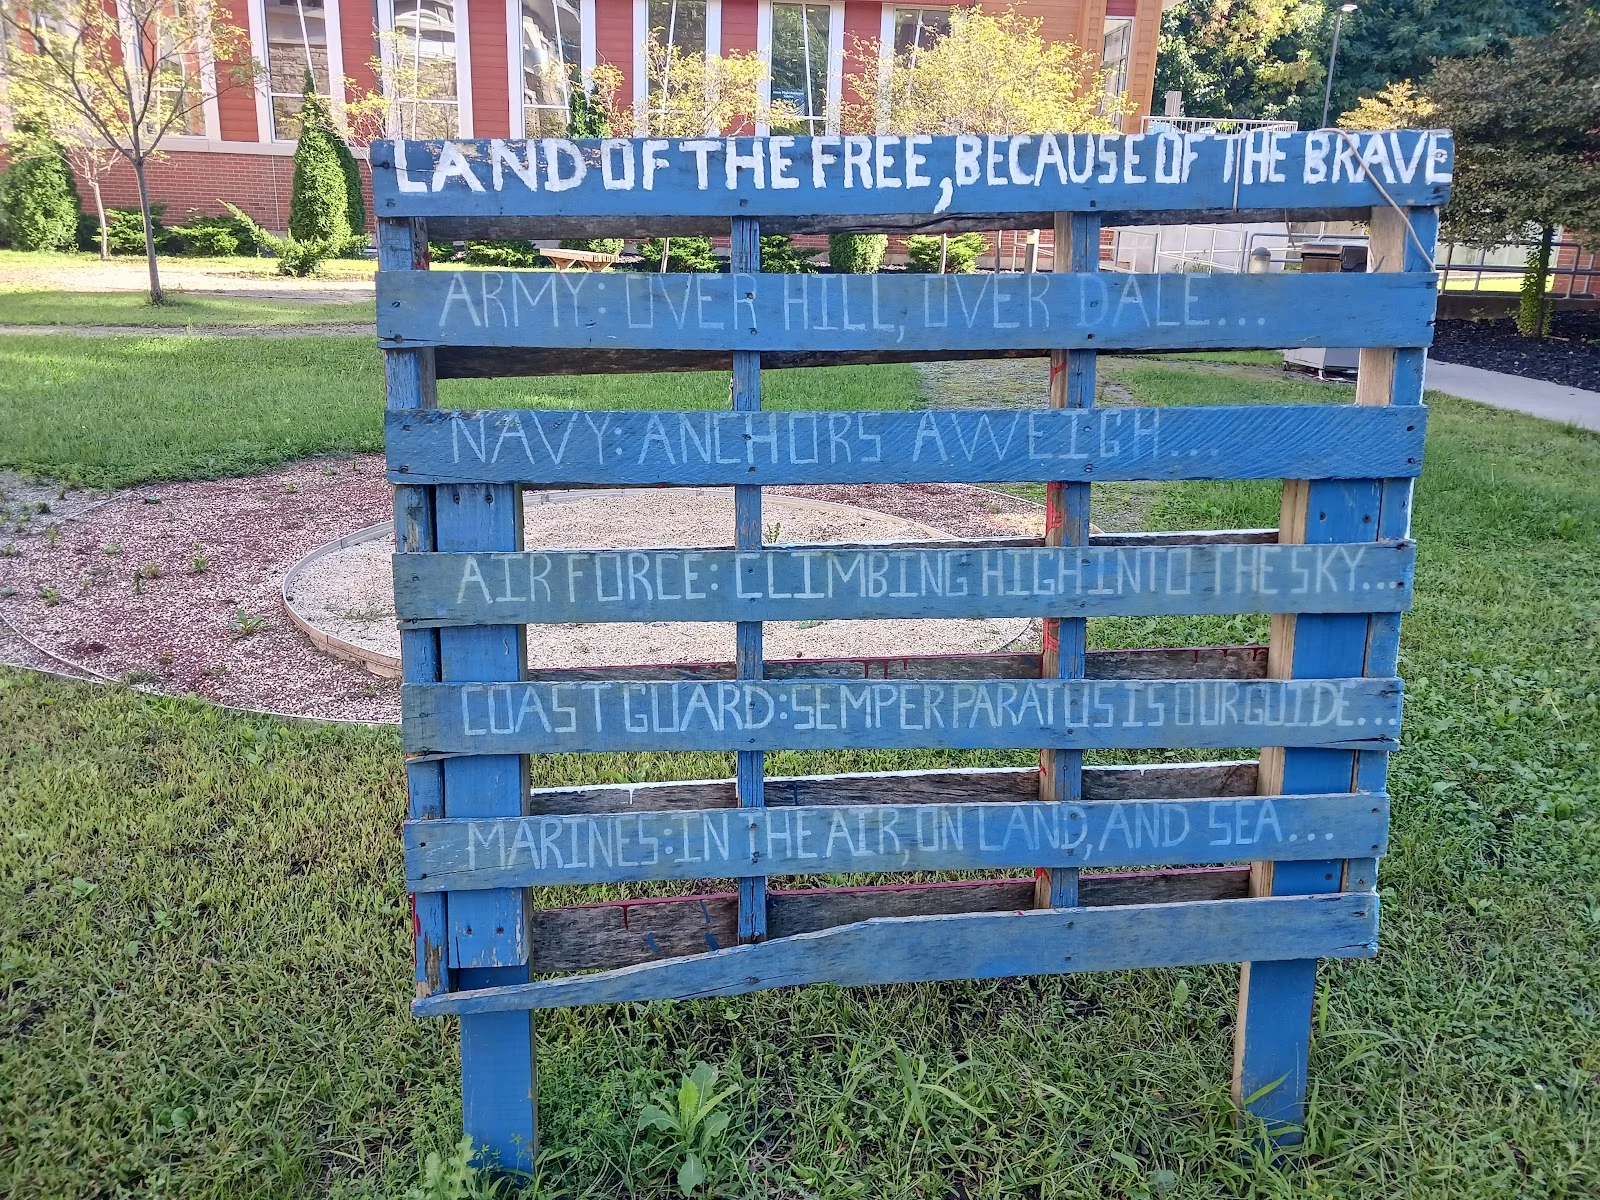 LAND OF THE FREE, BECAUSE OF THE BRAVE
ARMY: OVER HILL, OVER DALE...
NAVY: ANCHORS AWEIGH...
AIR FORCE: CLIMBING HIGH INTO THE SKY...
COAST GUARD: SEMPER PARATUS IS OUR GUIDE...
MARINES: IN THE AIR, ON LAND, AND SEA...